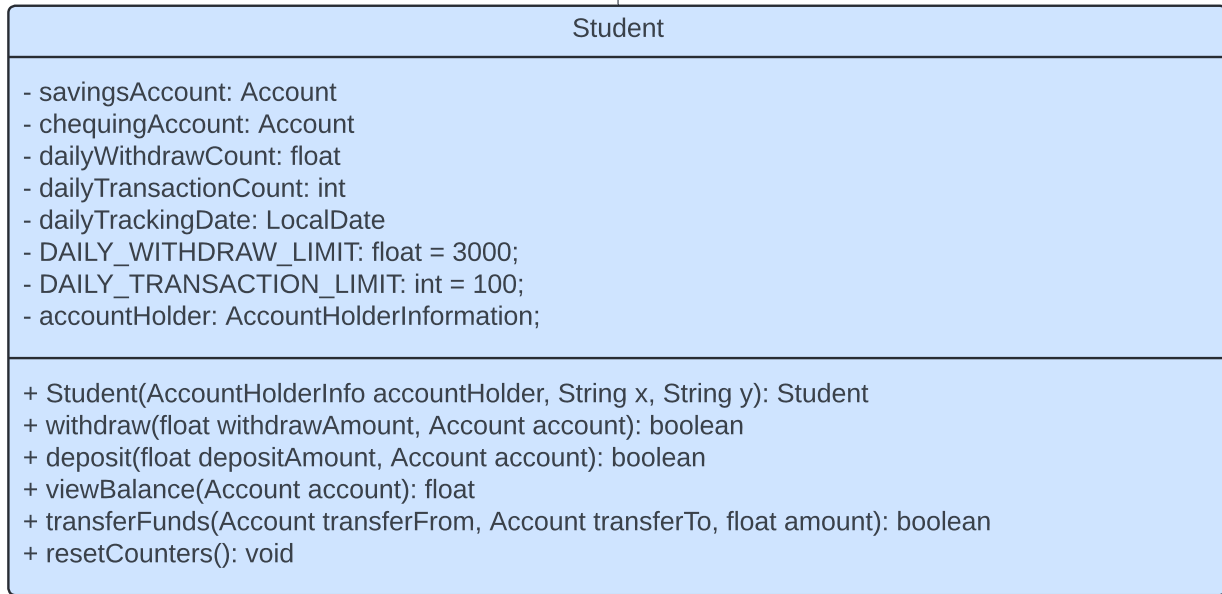 Student
- savingsAccount: Account
- chequingAccount: Account
- dailyWithdrawCount: float
- dailyTransactionCount: int
- dailyTrackingDate: LocalDate
- DAILY_WITHDRAW_LIMIT: float = 3000;
- DAILY_TRANSACTION_LIMIT: int = 100;
- accountHolder: AccountHolderInformation;
+ Student(AccountHolderInfo accountHolder, String x, String y): Student
+ withdraw(float withdrawAmount, Account account): boolean
+ deposit(float depositAmount, Account account): boolean
+ viewBalance(Account account): float
+ transferFunds(Account transferFrom, Account transferTo, float amount): boolean
+ resetCounters(): void